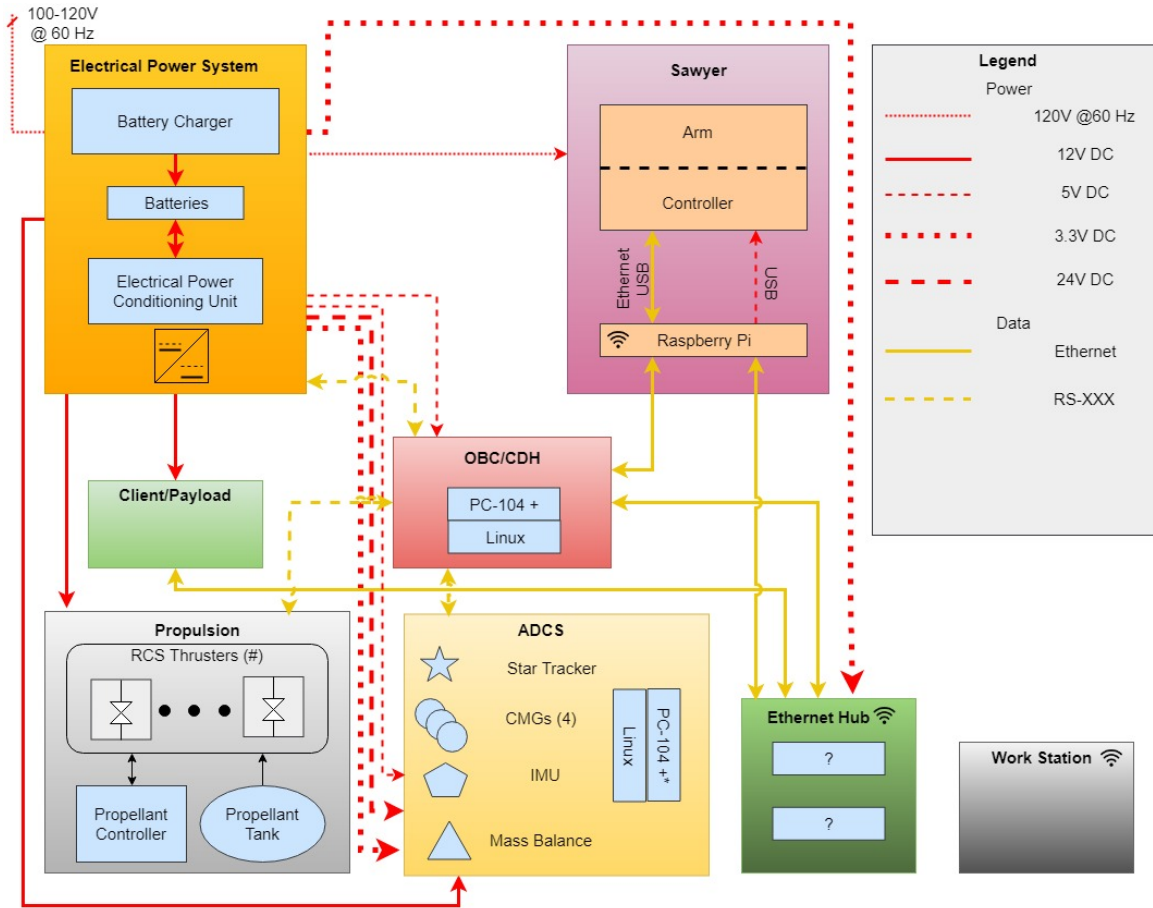 100-120V
@ 60 Hz
Electrical Power System
Battery Charger
Batteries
Electrical Power
Conditioning Unit
Sawyer
Arm
Controller
Ethernet
USB
USB
Raspberry Pi
Legend
Power
120V @60 Hz
12V DC
5V DC
3.3V DC
24V DC
Data
Ethernet
RS-XXX
OBC/CDH
PC-104 +
Linux
Client/Payload
Propulsion
RCS Thrusters (#)
Propellant
Controller
Propellant
Tank
ADCS
Star Tracker
CMGs (4)
IMU
Mass Balance
Linux
PC-104 +*
Ethernet Hub
?
?
Work Station